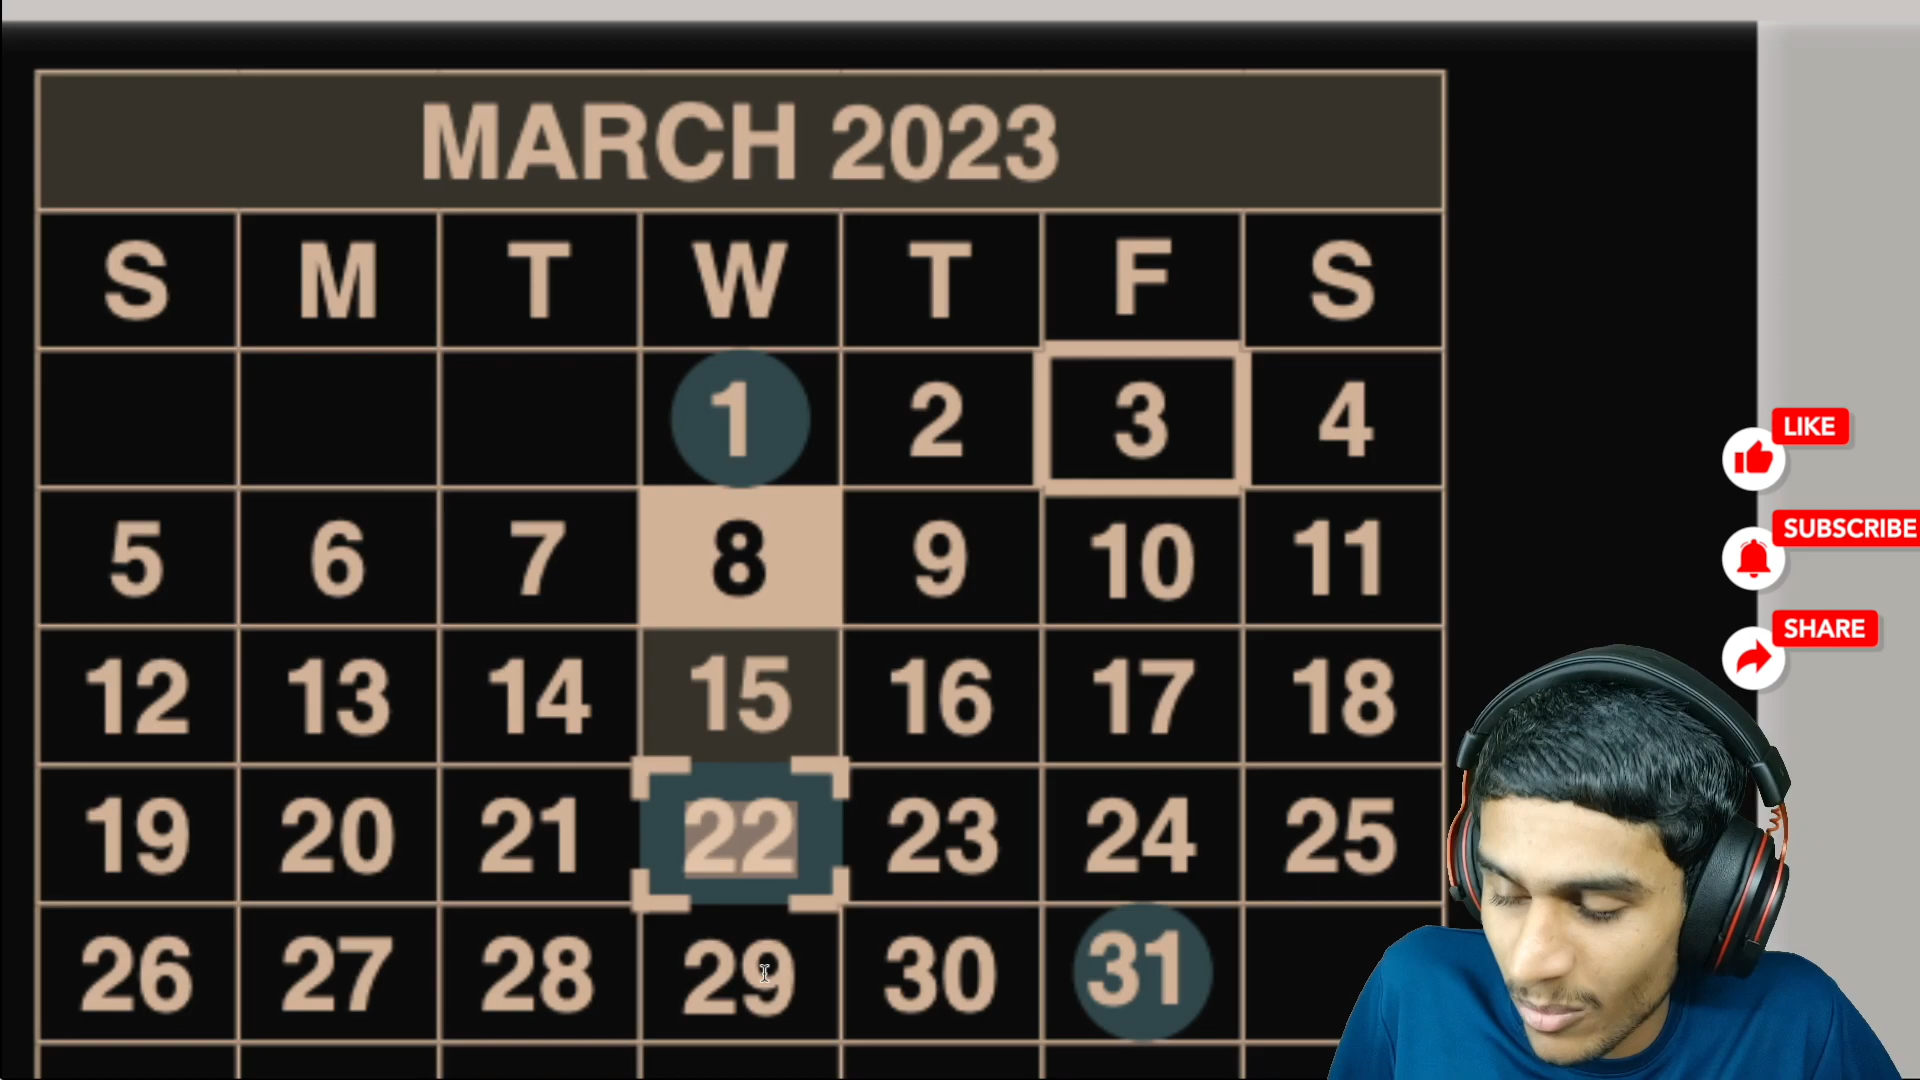 MARCH 2023
S M T W T F S
1 2 3 4
5 6 7 8 9 10 11
12 13 14 15 16 17 18
19 20 21 22 23 24 25
26 27 28 29 30 31
LIKE
SUBSCRIBE
SHARE